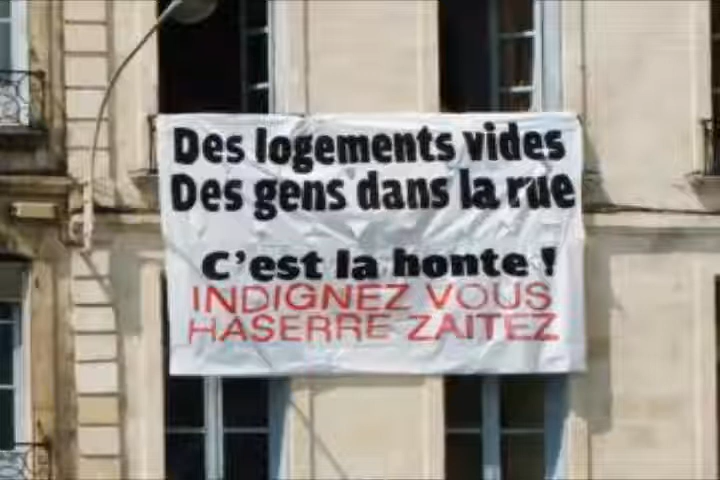 Des logements vides
Des gens dans la rue
C'est la honte !
INDIGNEZ VOUS
HASERRE ZAITEZ